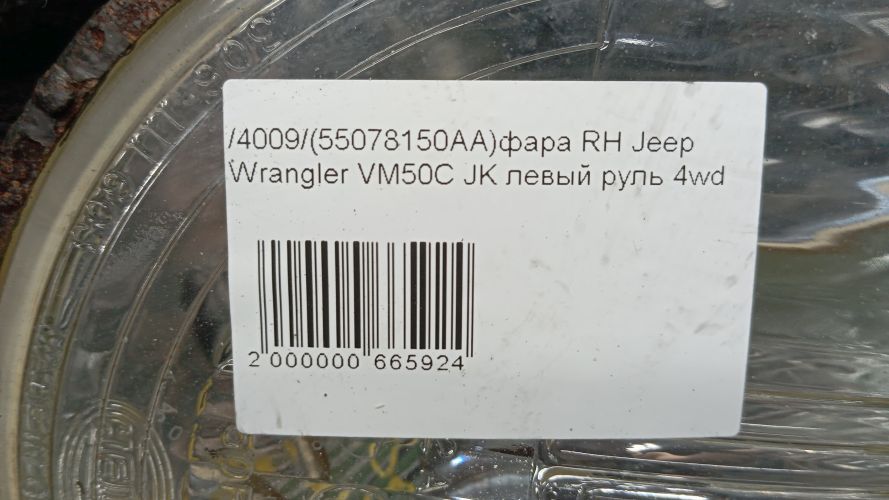 /4009/(55078150AA)фара RH Jeep
Wrangler VM50C JK левый руль 4wd
2 000000 665924